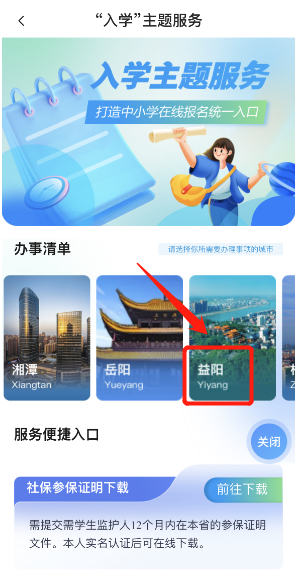 “入学”主题服务
入学主题服务
打造中小学在线报名统一入口
办事清单
请选择你所需要办理事项的城市
湘潭
Xiangtan
岳阳
Yueyang
益阳
Yiyang
服务便捷入口
关闭
社保参保证明下载
前往下载
需提交需学生监护人12个月内在本省的参保证明
文件。本人实名认证后可在线下载。